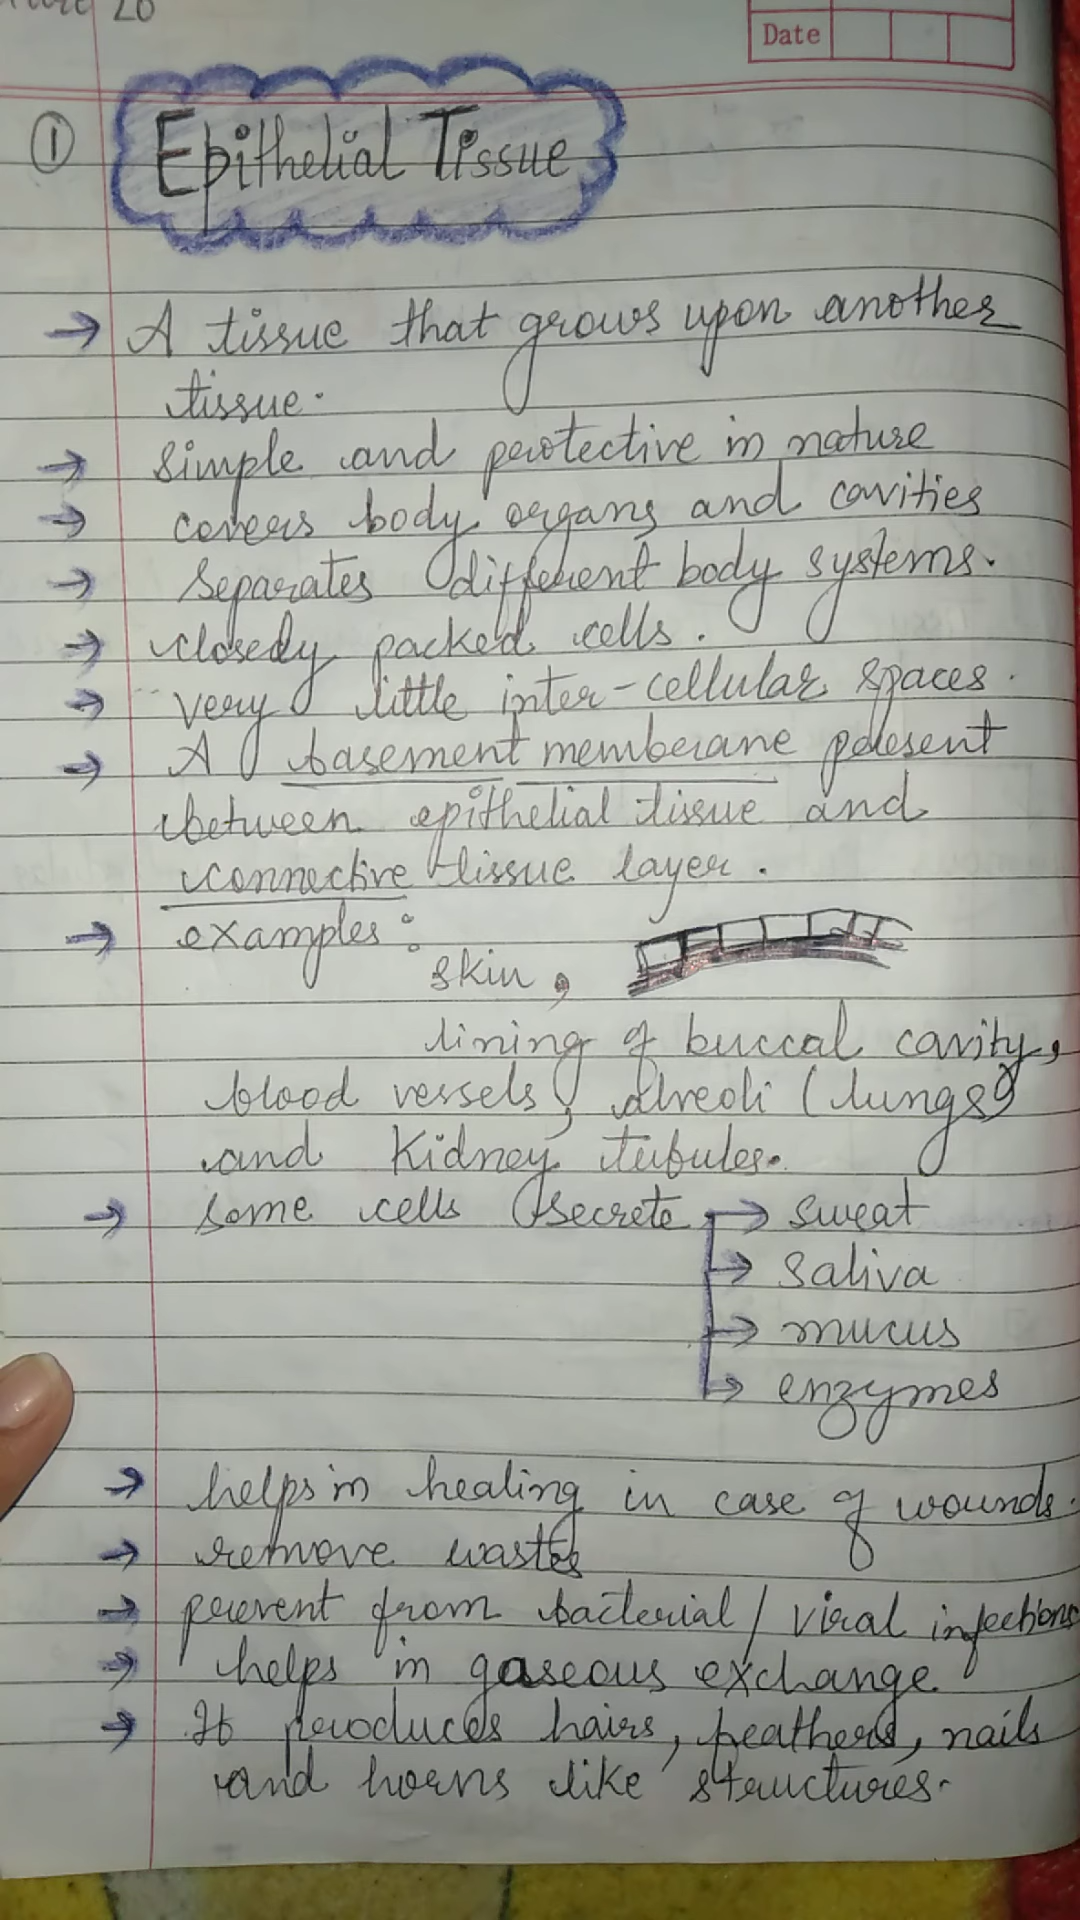 20
Date
① Epithelial Tissue
→ A tissue that grows upon another
tissue.
→ simple and protective in nature
→ covers body organs and cavities
→ separates different body systems.
→ closely packed cells.
→ very little inter-cellular spaces.
→ A basement membrane present
between epithelial tissue and
connective tissue layer.
→ examples:
skin,
lining of buccal cavity,
blood vessels, alveoli (lungs)
and Kidney tubules.
→ some cells secrete → sweat
→ saliva
→ mucus
→ enzymes
→ helps in healing in case of wounds.
→ remove wastes
→ prevent from bacterial / viral infections
→ helps in gaseous exchange.
→ It produces hairs, feathers, nails
and horns like structures.